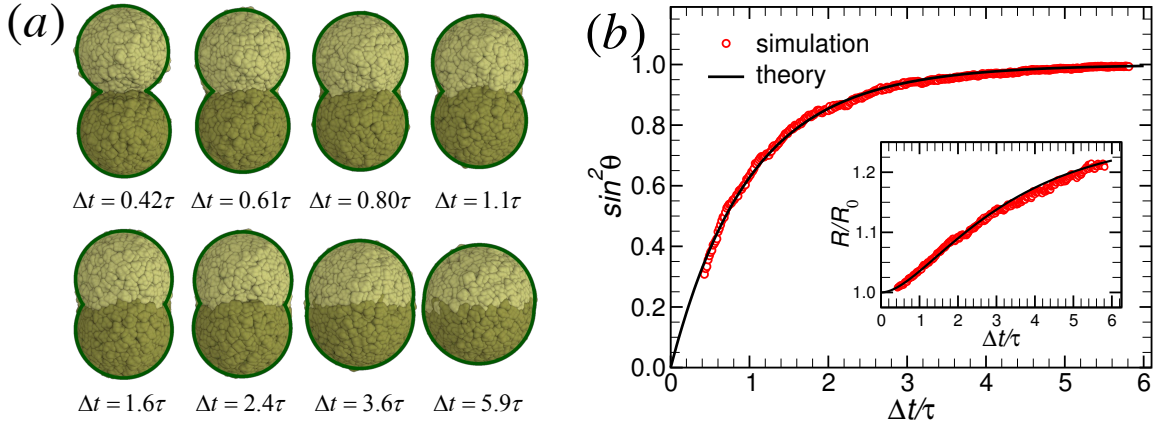 (a)
Δt = 0.42τ Δt = 0.61τ Δt = 0.80τ Δt = 1.1τ
Δt = 1.6τ Δt = 2.4τ Δt = 3.6τ Δt = 5.9τ
(b)
simulation
theory
sin²θ
1.0
0.8
0.6
0.4
0.2
0.0
0 1 2 3 4 5 6
Δt/τ
R/R₀
1.2
1.10
1.0
0 1 2 3 4 5 6
Δt/τ